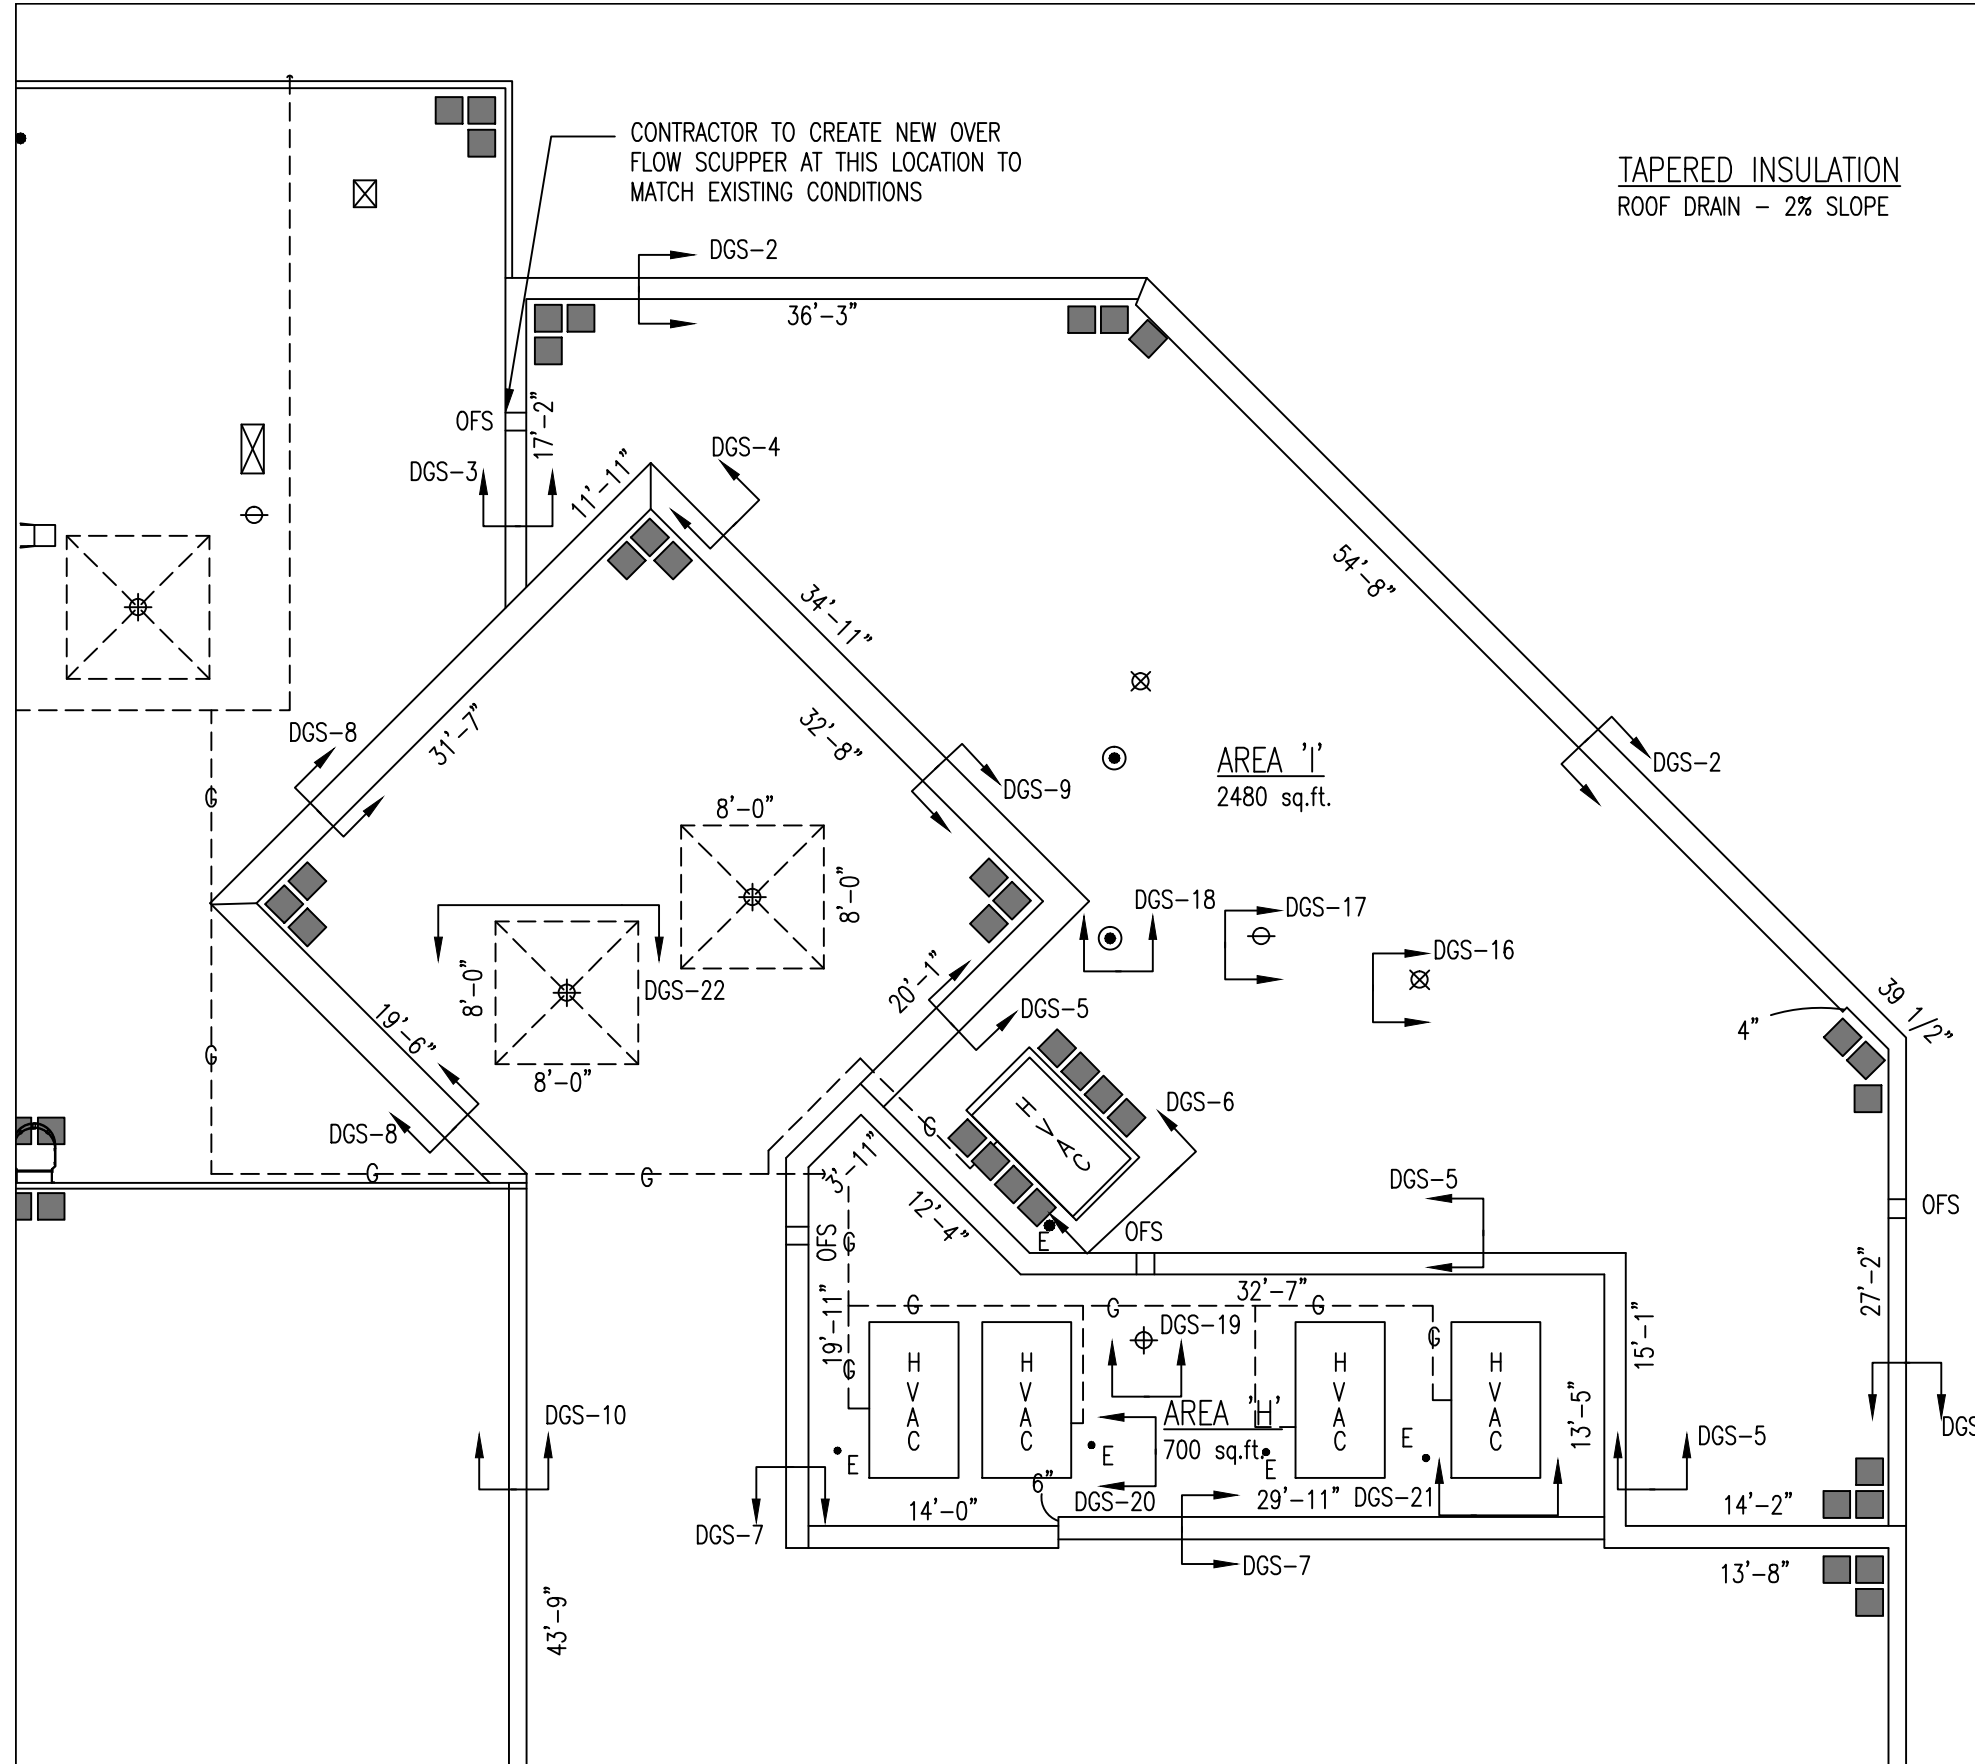 CONTRACTOR TO CREATE NEW OVER
FLOW SCUPPER AT THIS LOCATION TO
MATCH EXISTING CONDITIONS
TAPERED INSULATION
ROOF DRAIN - 2% SLOPE
DGS-2
36'-3"
OFS
17'-2"
DGS-3
11'-11"
DGS-4
54'-8"
34'-11"
DGS-8
31'-7"
32'-8"
DGS-9
DGS-2
AREA 'I'
2480 sq.ft.
G
8'-0"
8'-0"
DGS-18
DGS-17
DGS-16
8'-0"
DGS-22
20'-1"
39 1/2"
DGS-5
4"
19'-6"
G
8'-0"
HVAC
DGS-6
G
DGS-8
3'-11"
G
G
DGS-5
12'-4"
OFS
OFS
E
OFS
G
27'-2"
32'-7"
G
G
G
19'-11"
DGS-19
G
15'-1"
G
HVAC
HVAC
HVAC
HVAC
13'-5"
AREA 'H'
700 sq.ft.
DGS-10
DGS
DGS-5
E
E
E
E
6"
14'-0"
DGS-20
29'-11"
DGS-21
14'-2"
DGS-7
DGS-7
13'-8"
43'-9"